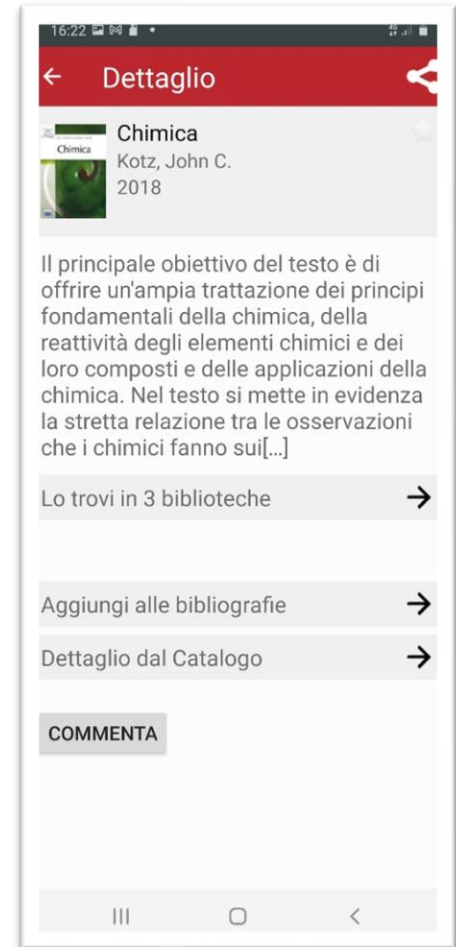 16:22
Dettaglio
Chimica
Chimica
Kotz, John C.
2018
Il principale obiettivo del testo è di
offrire un'ampia trattazione dei principi
fondamentali della chimica, della
reattività degli elementi chimici e dei
loro composti e delle applicazioni della
chimica. Nel testo si mette in evidenza
la stretta relazione tra le osservazioni
che i chimici fanno sui[...]
Lo trovi in 3 biblioteche
Aggiungi alle bibliografie
Dettaglio dal Catalogo
COMMENTA